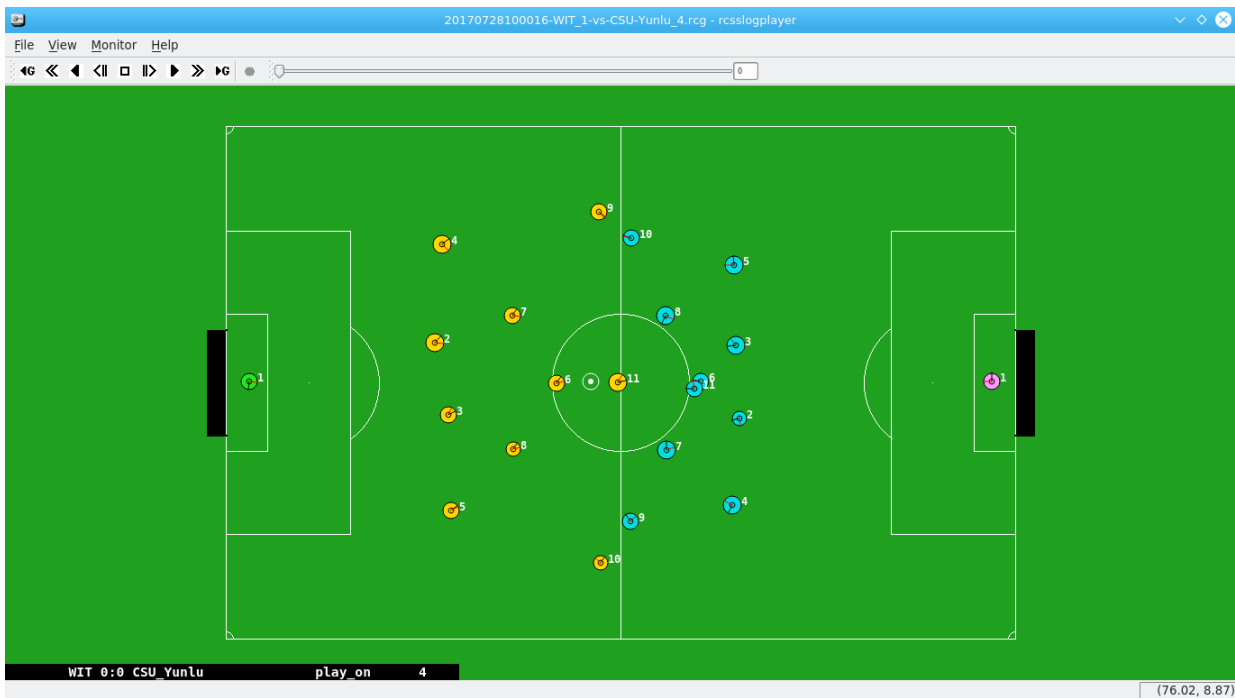 20170728100016-WIT_1-vs-CSU-Yunlu_4.rcg - rcsslogplayer
File View Monitor Help
G G 0
9
10
4
5
7 8
2 3
1 6 11 6 11 1
3 2
8 7
5 4
9
10
WIT 0:0 CSU_Yunlu play_on 4
(76.02, 8.87)